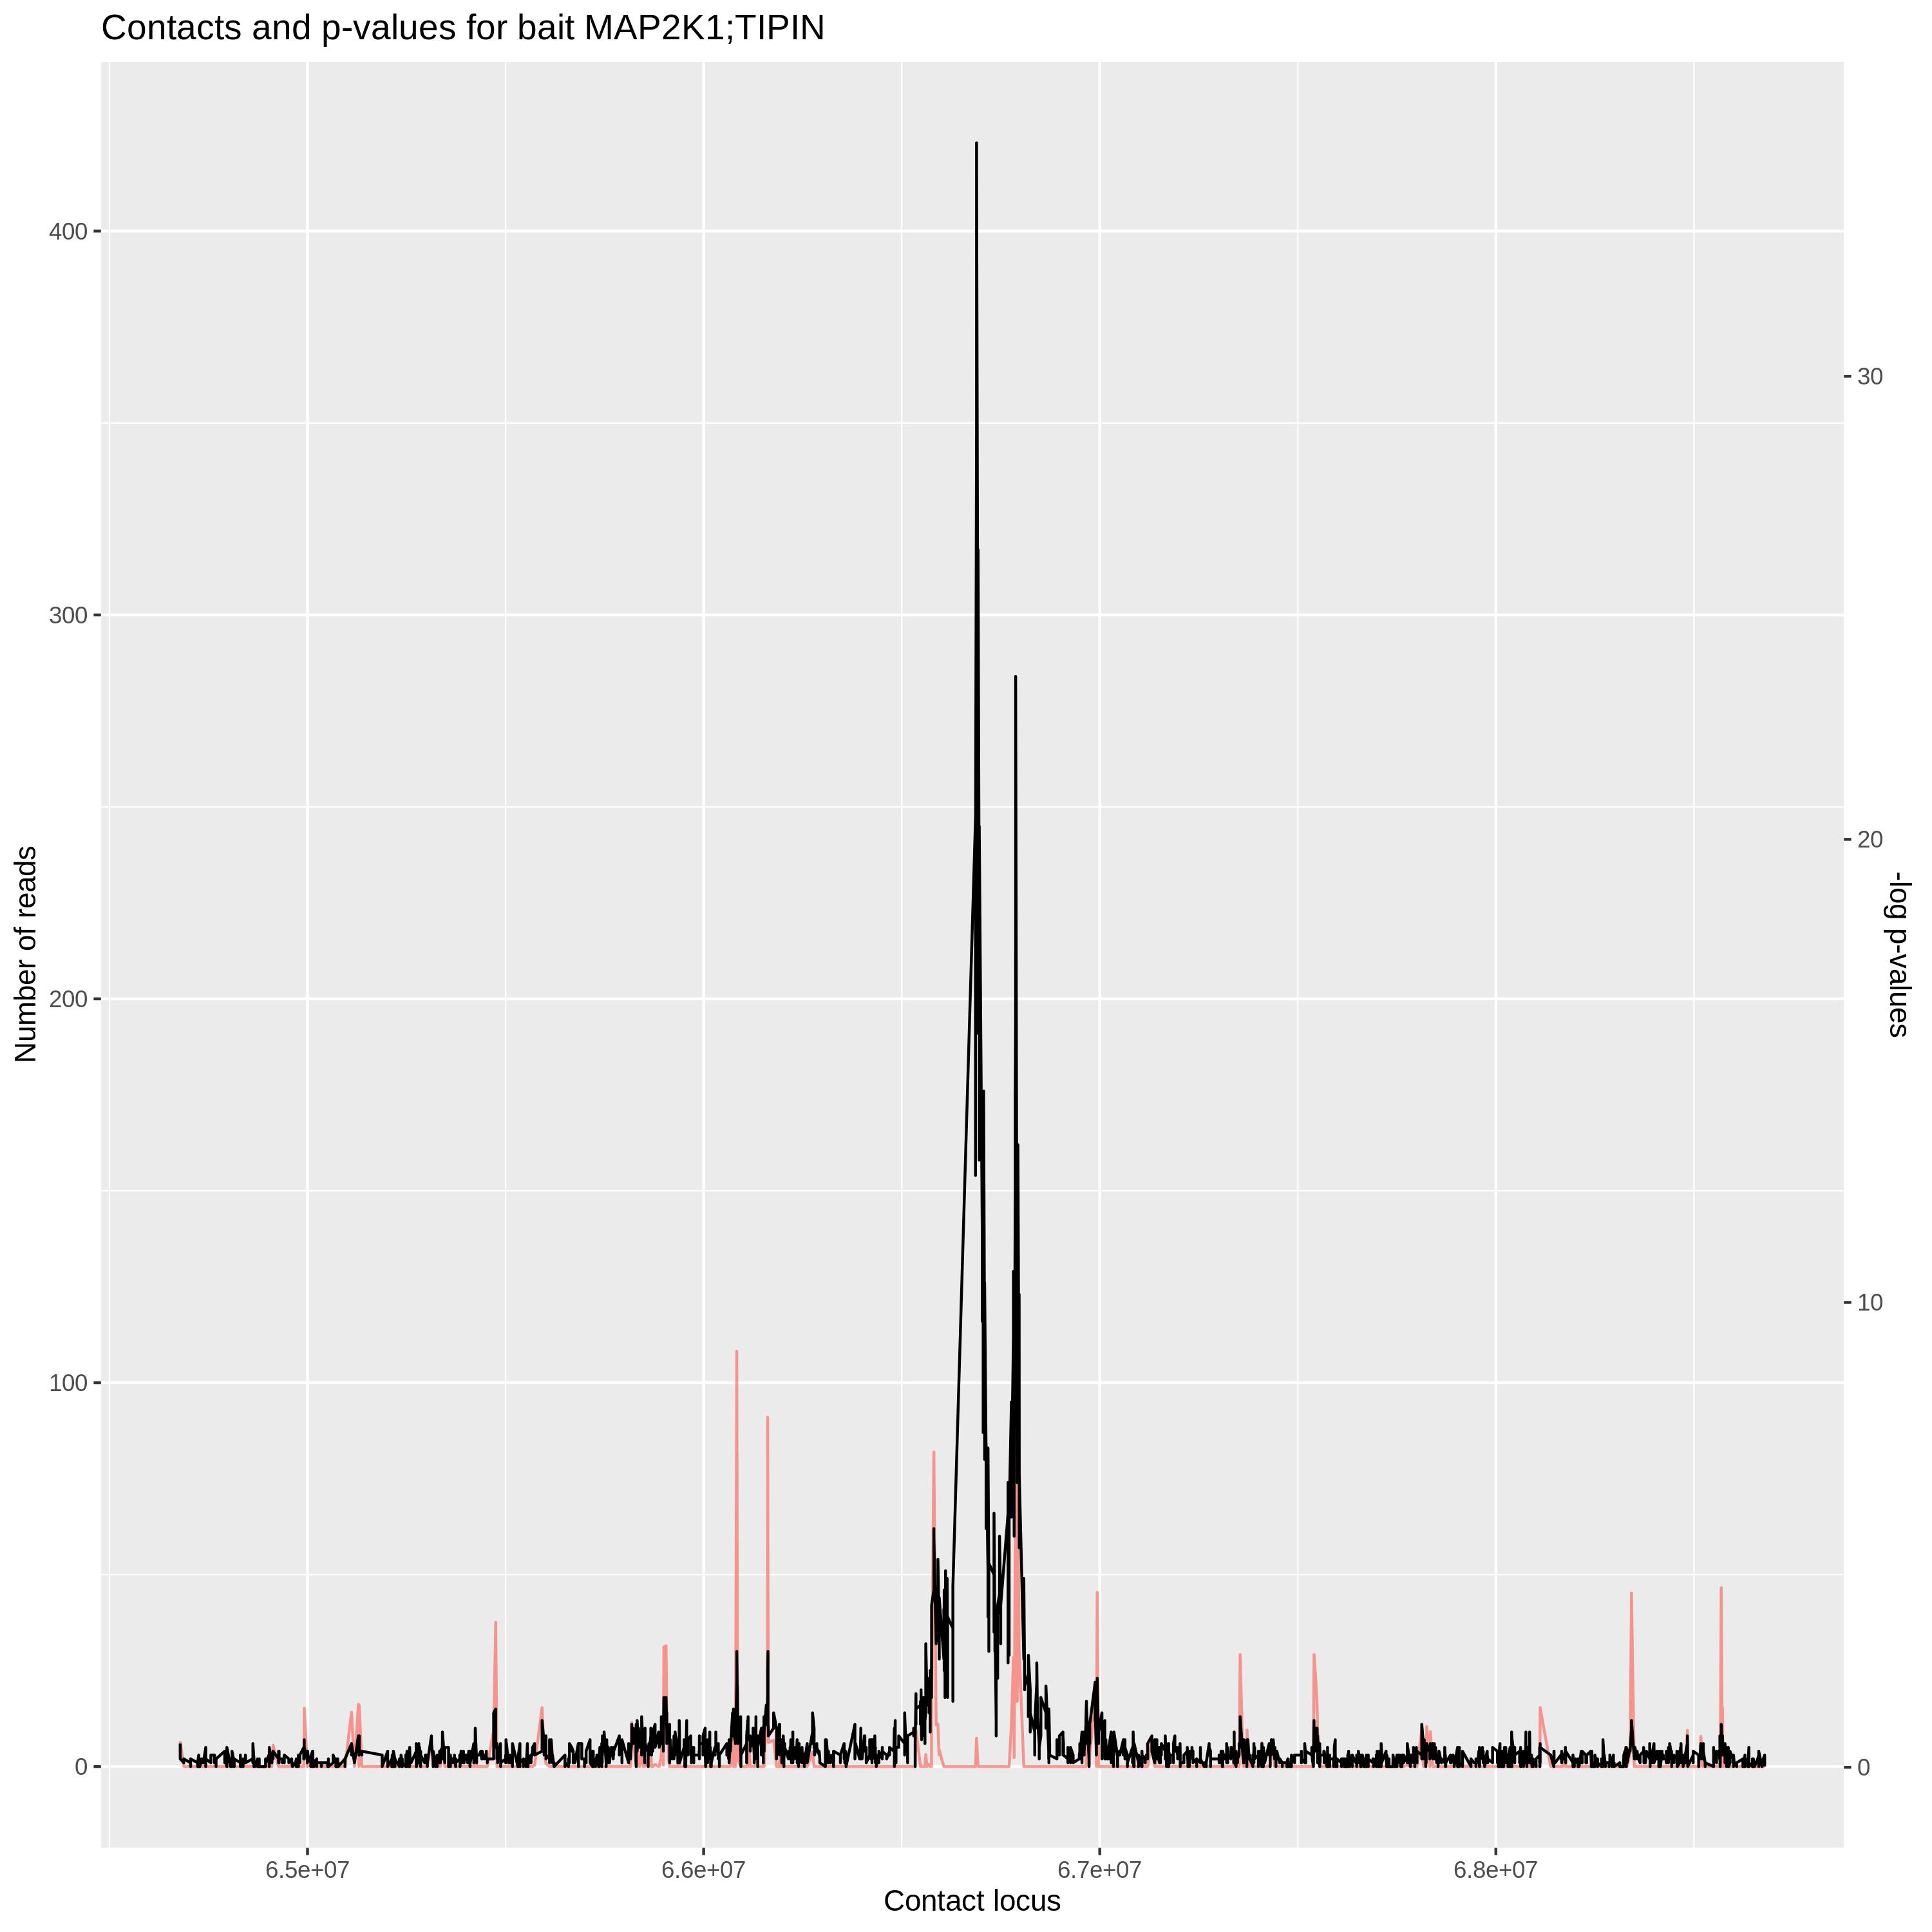 Contacts and p-values for bait MAP2K1;TIPIN
400
300
200
100
0
Number of reads
30
20
10
0
-log p-values
6.5e+07
6.6e+07
6.7e+07
6.8e+07
Contact locus